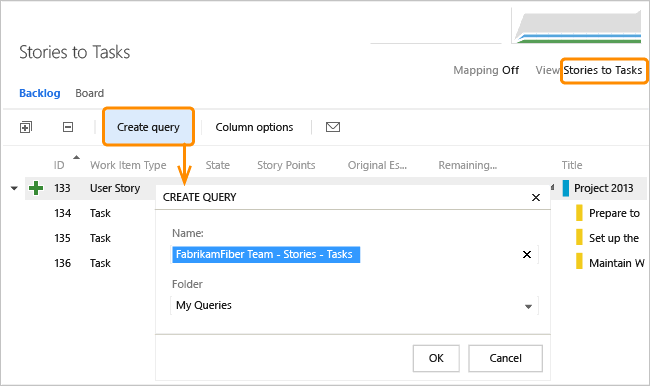 Stories to Tasks
Mapping Off View Stories to Tasks
Backlog Board
Create query Column options
ID Work Item Type State Story Points Original Es... Remaining... Title
133 User Story Project 2013
134 Task Prepare to
135 Task Set up the
136 Task Maintain W
CREATE QUERY
Name:
FabrikamFiber Team - Stories - Tasks
Folder
My Queries
OK Cancel